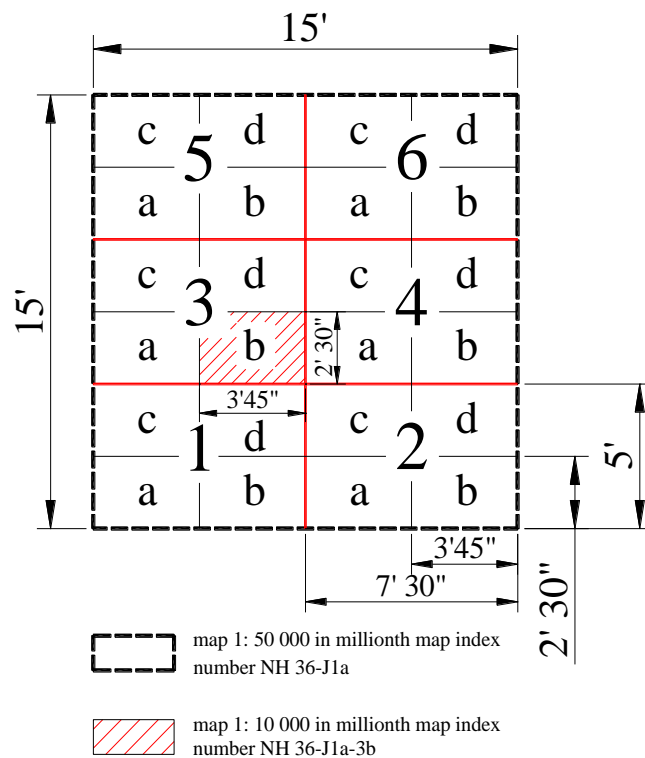 15'
c d c d
5 6
a b a b
c d c d
15' 3 4
a b 2' 30" a b
3'45"
c d c d
1 2 5'
a b a b
3'45"
7' 30"
2' 30"
map 1: 50 000 in millionth map index
number NH 36-J1a
map 1: 10 000 in millionth map index
number NH 36-J1a-3b